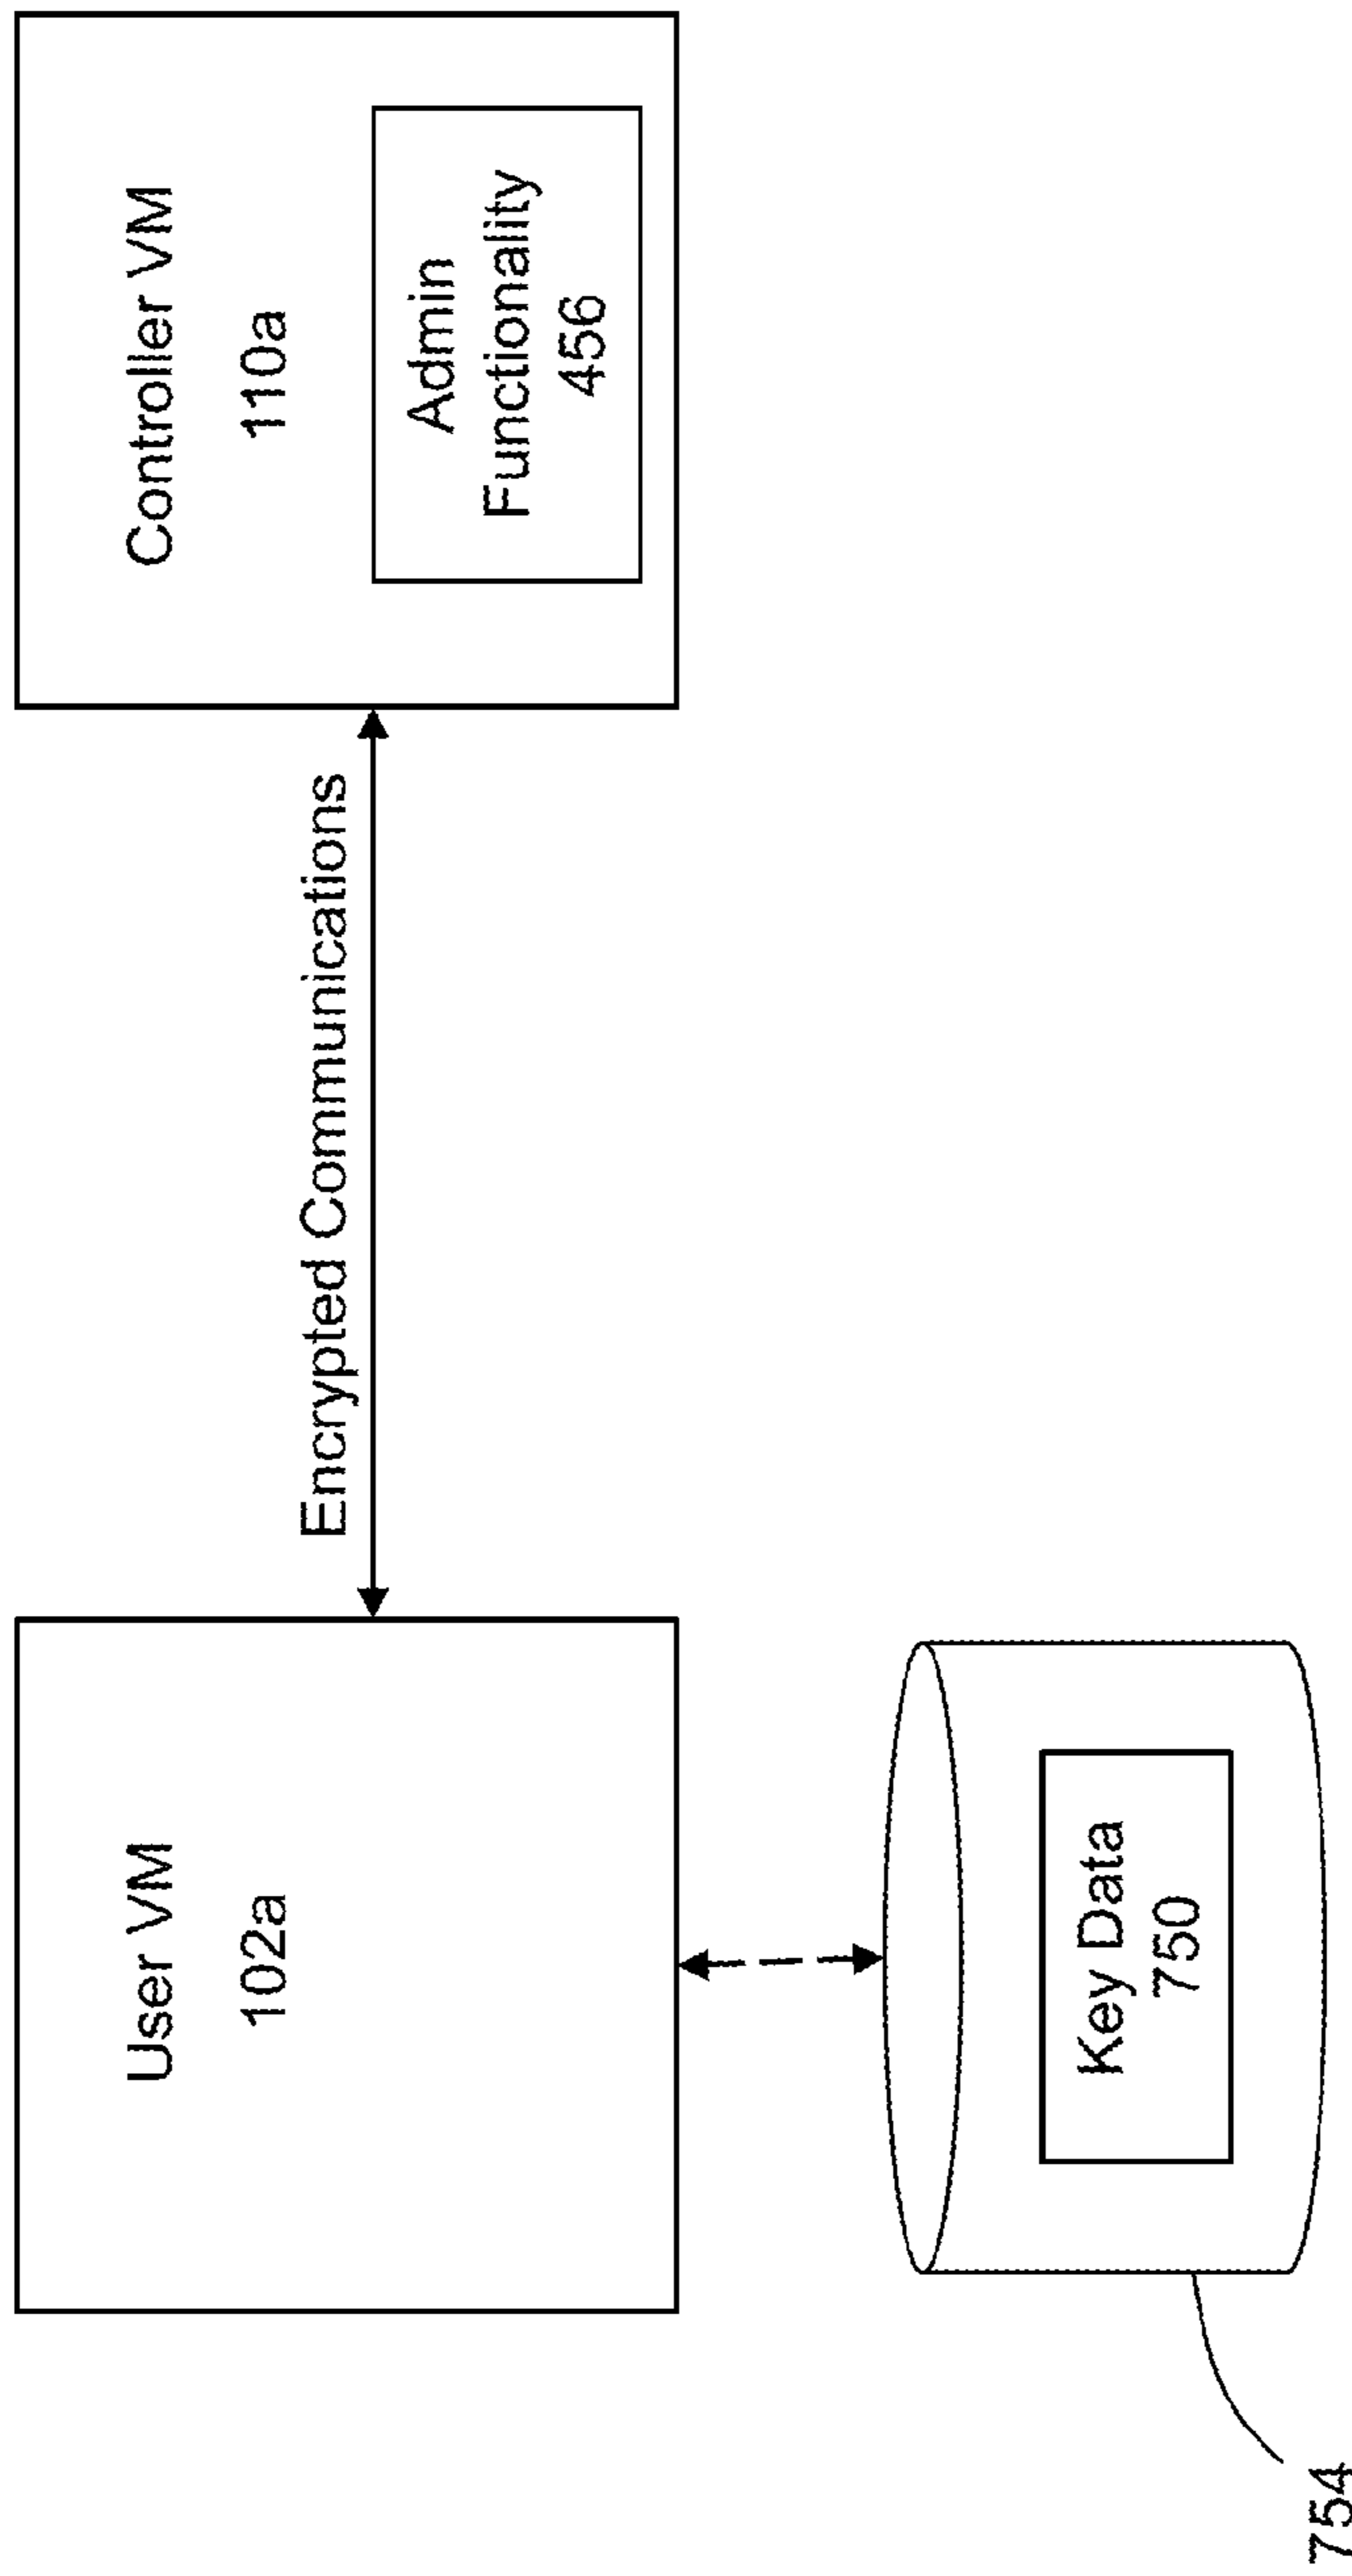 User VM
102a
Encrypted Communications
Controller VM
110a
Admin
Functionality
456
Key Data
750
754